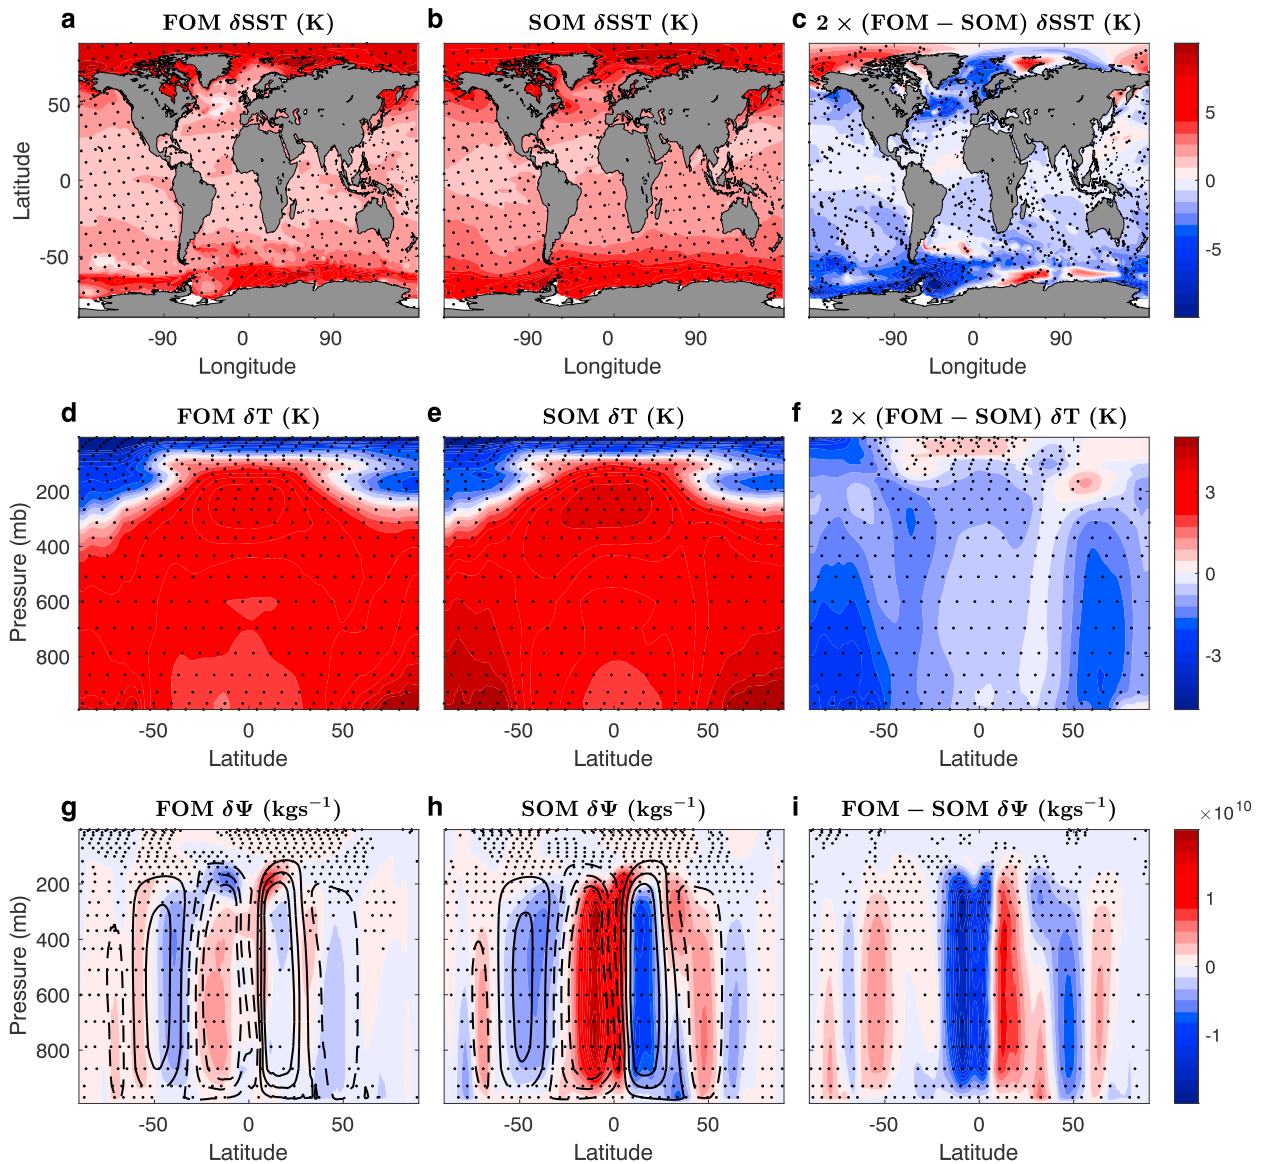 a FOM δSST (K)
b SOM δSST (K)
c 2 × (FOM − SOM) δSST (K)
Latitude
50
0
-50
-90 0 90
Longitude
-90 0 90
Longitude
-90 0 90
Longitude
5
0
-5
d FOM δT (K)
e SOM δT (K)
f 2 × (FOM − SOM) δT (K)
Pressure (mb)
200
400
600
800
-50 0 50
Latitude
-50 0 50
Latitude
-50 0 50
Latitude
3
0
-3
g FOM δΨ (kgs⁻¹)
h SOM δΨ (kgs⁻¹)
i FOM − SOM δΨ (kgs⁻¹)
×10¹⁰
Pressure (mb)
200
400
600
800
-50 0 50
Latitude
-50 0 50
Latitude
-50 0 50
Latitude
1
0
-1